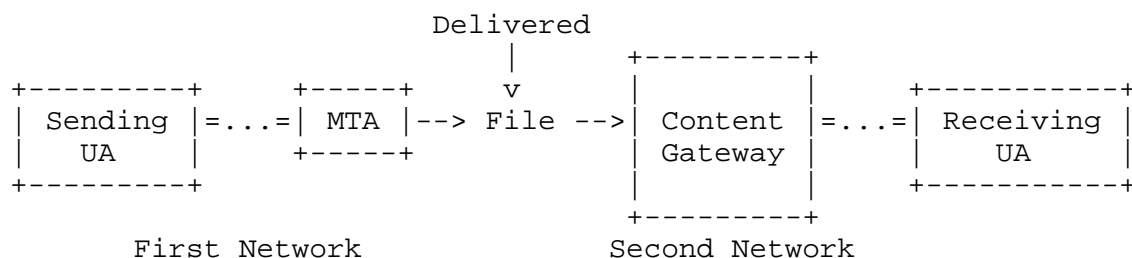 Delivered
Sending MTA File Content Receiving
UA Gateway UA
First Network Second Network